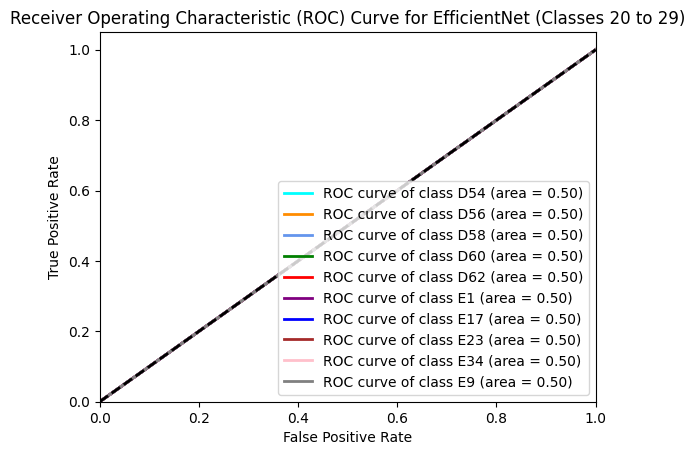 Receiver Operating Characteristic (ROC) Curve for EfficientNet (Classes 20 to 29)
1.0
0.8
0.6
0.4
0.2
0.0
True Positive Rate
ROC curve of class D54 (area = 0.50)
ROC curve of class D56 (area = 0.50)
ROC curve of class D58 (area = 0.50)
ROC curve of class D60 (area = 0.50)
ROC curve of class D62 (area = 0.50)
ROC curve of class E1 (area = 0.50)
ROC curve of class E17 (area = 0.50)
ROC curve of class E23 (area = 0.50)
ROC curve of class E34 (area = 0.50)
ROC curve of class E9 (area = 0.50)
0.0 0.2 0.4 0.6 0.8 1.0
False Positive Rate